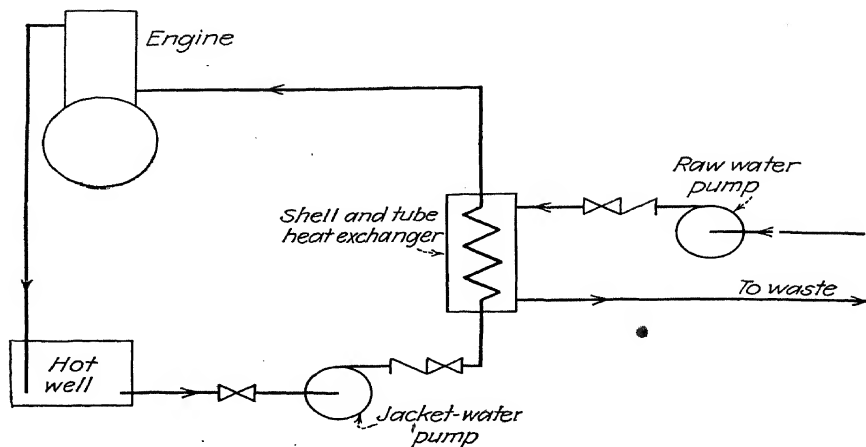 Engine
Raw water
pump
Shell and tube
heat exchanger
To waste
Hot
well
Jacket-water
pump